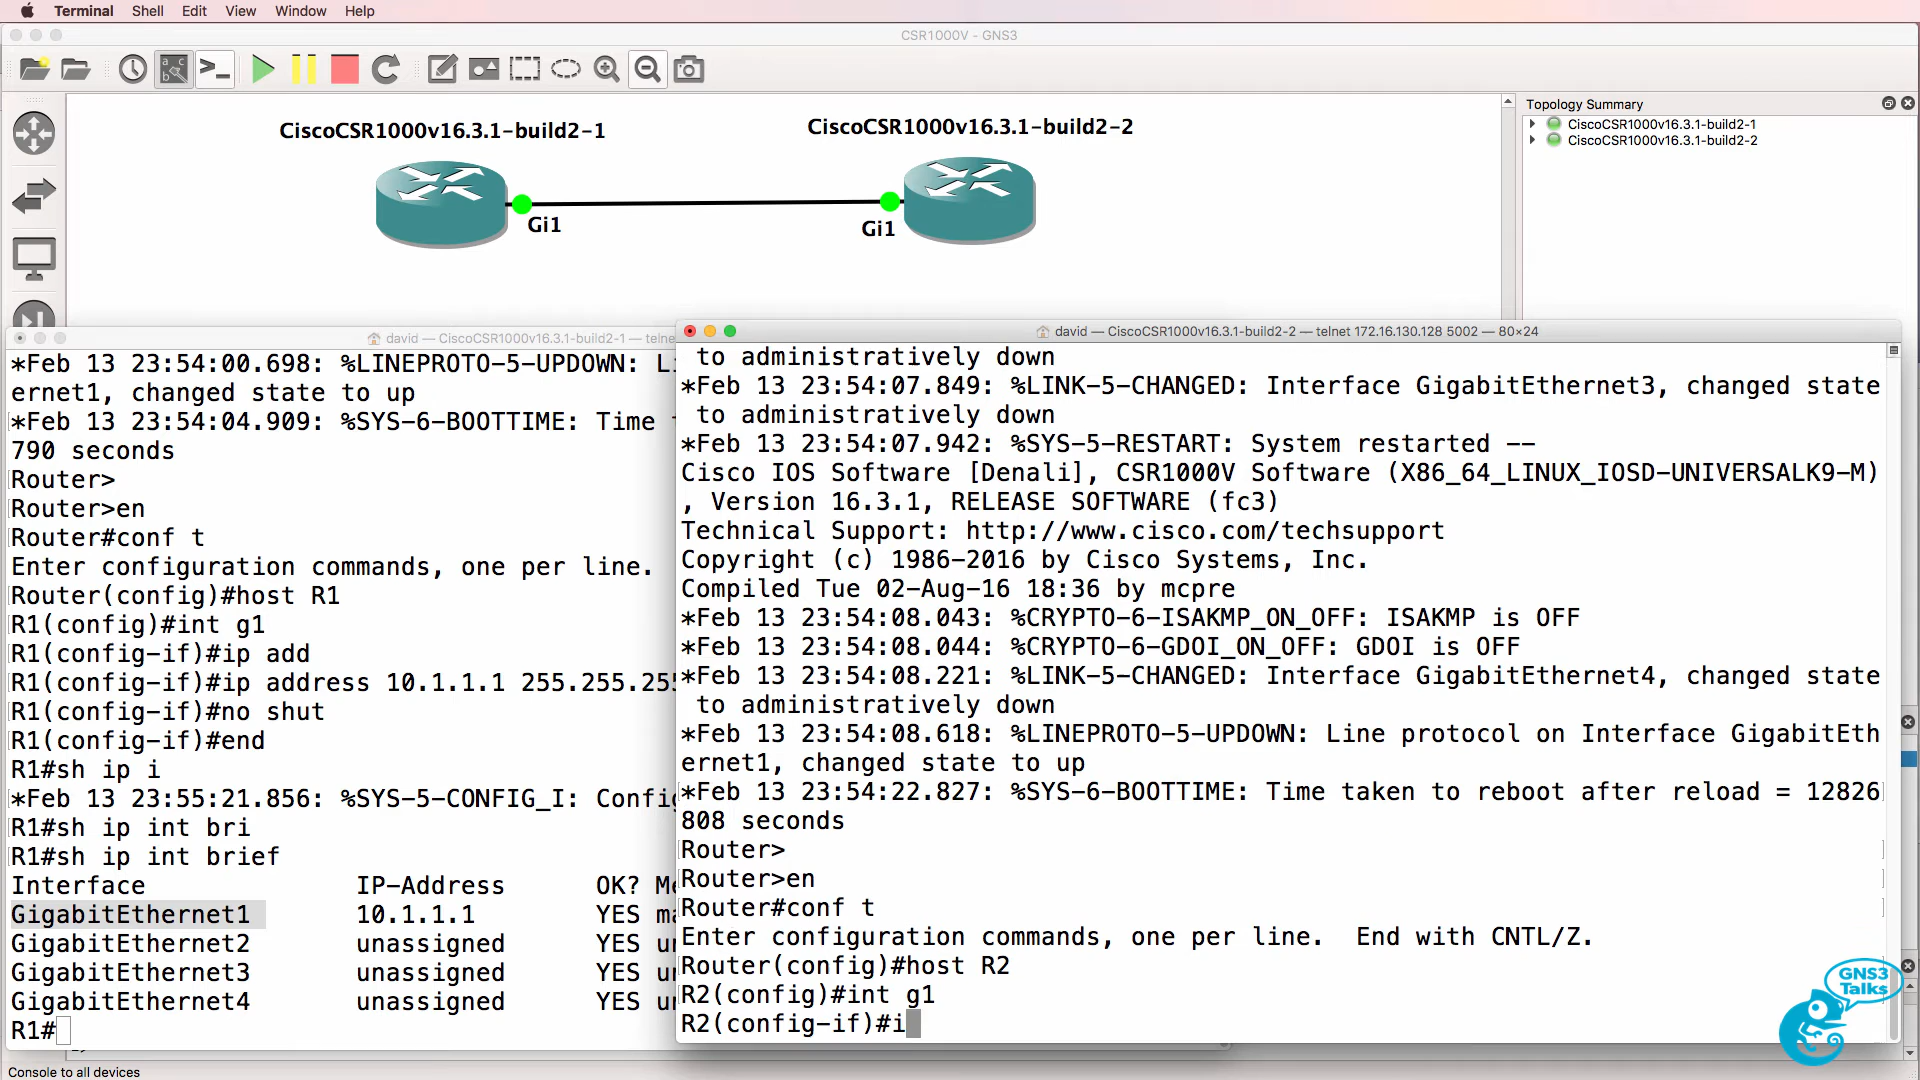 Terminal Shell Edit View Window Help
CSR1000V - GNS3
CiscoCSR1000v16.3.1-build2-1
CiscoCSR1000v16.3.1-build2-2
Gi1
Gi1
Topology Summary
CiscoCSR1000v16.3.1-build2-1
CiscoCSR1000v16.3.1-build2-2
david — CiscoCSR1000v16.3.1-build2-1 — telne
*Feb 13 23:54:00.698: %LINEPROTO-5-UPDOWN: Li
ernet1, changed state to up
*Feb 13 23:54:04.909: %SYS-6-BOOTTIME: Time
790 seconds
Router>
Router>en
Router#conf t
Enter configuration commands, one per line.
Router(config)#host R1
R1(config)#int g1
R1(config-if)#ip add
R1(config-if)#ip address 10.1.1.1 255.255.255
R1(config-if)#no shut
R1(config-if)#end
R1#sh ip i
*Feb 13 23:55:21.856: %SYS-5-CONFIG_I: Config
R1#sh ip int bri
R1#sh ip int brief
Interface IP-Address OK? Me
GigabitEthernet1 10.1.1.1 YES ma
GigabitEthernet2 unassigned YES un
GigabitEthernet3 unassigned YES un
GigabitEthernet4 unassigned YES un
R1#
david — CiscoCSR1000v16.3.1-build2-2 — telnet 172.16.130.128 5002 — 80×24
to administratively down
*Feb 13 23:54:07.849: %LINK-5-CHANGED: Interface GigabitEthernet3, changed state
to administratively down
*Feb 13 23:54:07.942: %SYS-5-RESTART: System restarted --
Cisco IOS Software [Denali], CSR1000V Software (X86_64_LINUX_IOSD-UNIVERSALK9-M)
, Version 16.3.1, RELEASE SOFTWARE (fc3)
Technical Support: http://www.cisco.com/techsupport
Copyright (c) 1986-2016 by Cisco Systems, Inc.
Compiled Tue 02-Aug-16 18:36 by mcpre
*Feb 13 23:54:08.043: %CRYPTO-6-ISAKMP_ON_OFF: ISAKMP is OFF
*Feb 13 23:54:08.044: %CRYPTO-6-GDOI_ON_OFF: GDOI is OFF
*Feb 13 23:54:08.221: %LINK-5-CHANGED: Interface GigabitEthernet4, changed state
to administratively down
*Feb 13 23:54:08.618: %LINEPROTO-5-UPDOWN: Line protocol on Interface GigabitEth
ernet1, changed state to up
*Feb 13 23:54:22.827: %SYS-6-BOOTTIME: Time taken to reboot after reload = 12826
808 seconds
Router>
Router>en
Router#conf t
Enter configuration commands, one per line.  End with CNTL/Z.
Router(config)#host R2
R2(config)#int g1
R2(config-if)#i
GNS3
Talks
Console to all devices